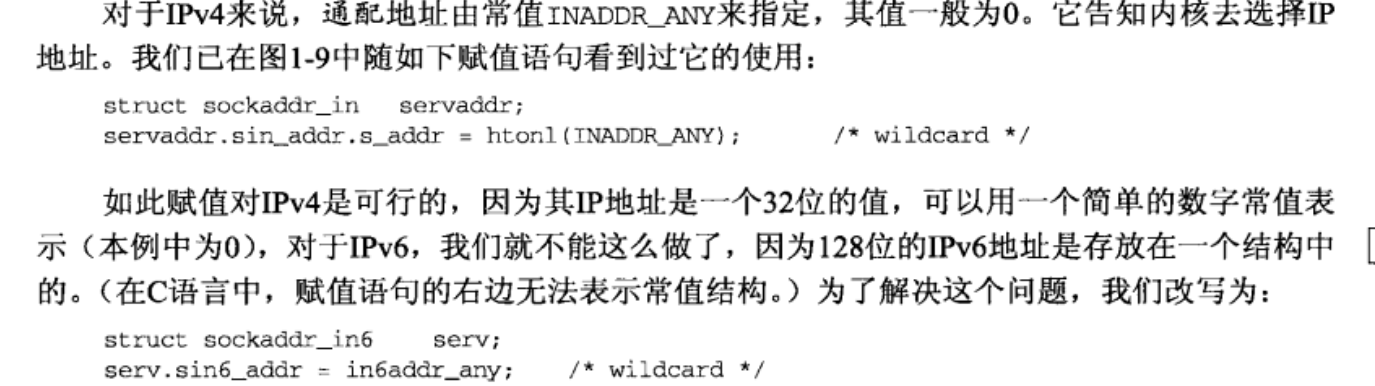 对于IPv4来说，通配地址由常值INADDR_ANY来指定，其值一般为0。它告知内核去选择IP
地址。我们已在图1-9中随如下赋值语句看到过它的使用：
struct sockaddr_in   servaddr;
servaddr.sin_addr.s_addr = htonl(INADDR_ANY);        /* wildcard */
如此赋值对IPv4是可行的，因为其IP地址是一个32位的值，可以用一个简单的数字常值表
示（本例中为0），对于IPv6，我们就不能这么做了，因为128位的IPv6地址是存放在一个结构中
的。（在C语言中，赋值语句的右边无法表示常值结构。）为了解决这个问题，我们改写为：
struct sockaddr_in6    serv;
serv.sin6_addr = in6addr_any;    /* wildcard */